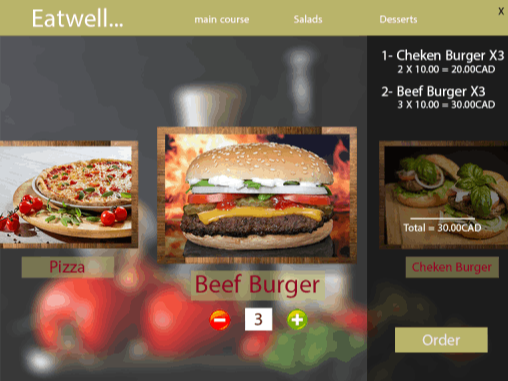 Eatwell...
main course
Salads
Desserts
X
1- Cheken Burger X3
2 X 10.00 = 20.00CAD
2- Beef Burger X3
3 X 10.00 = 30.00CAD
Total = 30.00CAD
Pizza
Beef Burger
Cheken Burger
3
Order